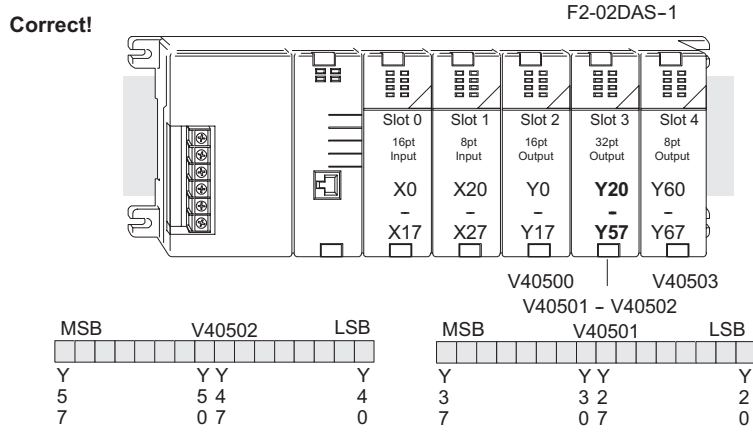 F2-02DAS-1
Correct!
Slot 0 Slot 1 Slot 2 Slot 3 Slot 4
16pt 8pt 16pt 32pt 8pt
Input Input Output Output Output
X0 X20 Y0 Y20 Y60
- - - - -
X17 X27 Y17 Y57 Y67
V40500 V40503
V40501 - V40502
MSB V40502 LSB MSB V40501 LSB
Y Y Y Y Y Y Y Y
5 5 4 4 3 3 2 2
7 0 7 0 7 0 7 0